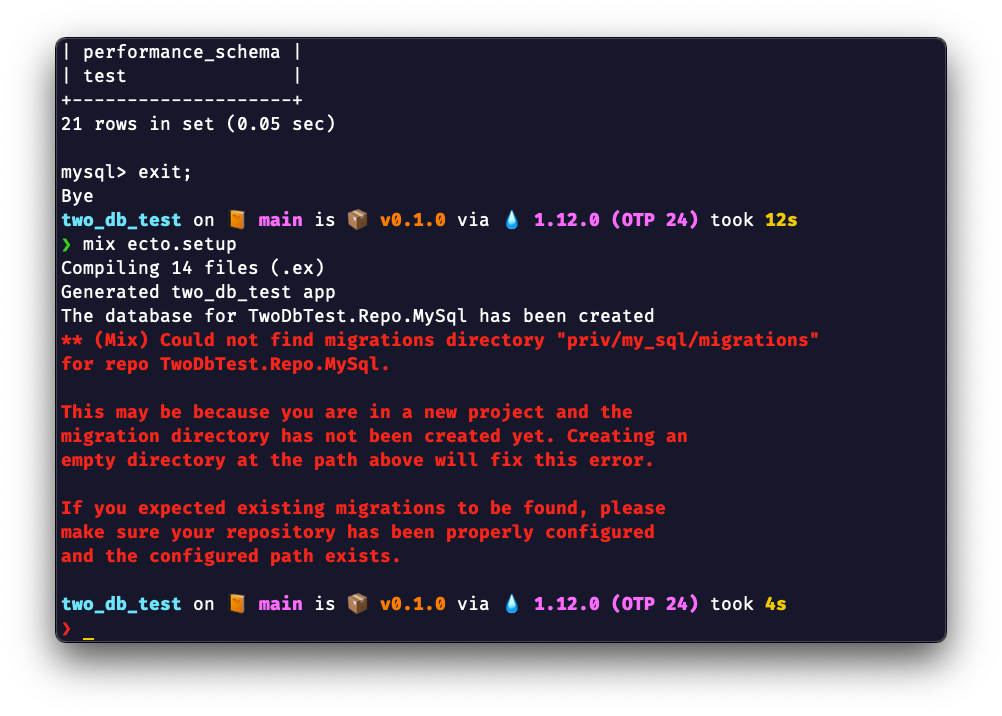 | performance_schema |
| test               |
+--------------------+
21 rows in set (0.05 sec)
mysql> exit;
Bye
two_db_test on 📙 main is 📦 v0.1.0 via 💧 1.12.0 (OTP 24) took 12s
❯ mix ecto.setup
Compiling 14 files (.ex)
Generated two_db_test app
The database for TwoDbTest.Repo.MySql has been created
** (Mix) Could not find migrations directory "priv/my_sql/migrations"
for repo TwoDbTest.Repo.MySql.
This may be because you are in a new project and the
migration directory has not been created yet. Creating an
empty directory at the path above will fix this error.
If you expected existing migrations to be found, please
make sure your repository has been properly configured
and the configured path exists.
two_db_test on 📙 main is 📦 v0.1.0 via 💧 1.12.0 (OTP 24) took 4s
❯ _